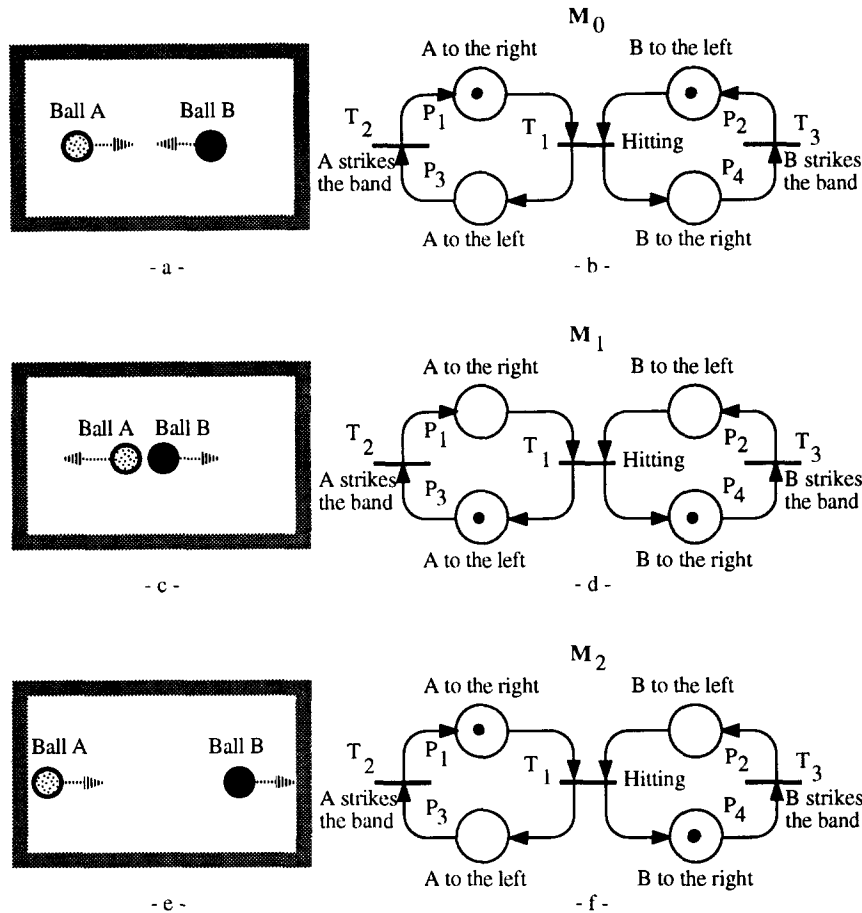 M0
A to the right
B to the left
Ball A
Ball B
T2
P1
T1
Hitting
P2
T3
A strikes
the band
P3
P4
B strikes
the band
A to the left
B to the right
- a -
- b -
M1
A to the right
B to the left
Ball A
Ball B
T2
P1
T1
Hitting
P2
T3
A strikes
the band
P3
P4
B strikes
the band
A to the left
B to the right
- c -
- d -
M2
A to the right
B to the left
Ball A
Ball B
T2
P1
T1
Hitting
P2
T3
A strikes
the band
P3
P4
B strikes
the band
A to the left
B to the right
- e -
- f -